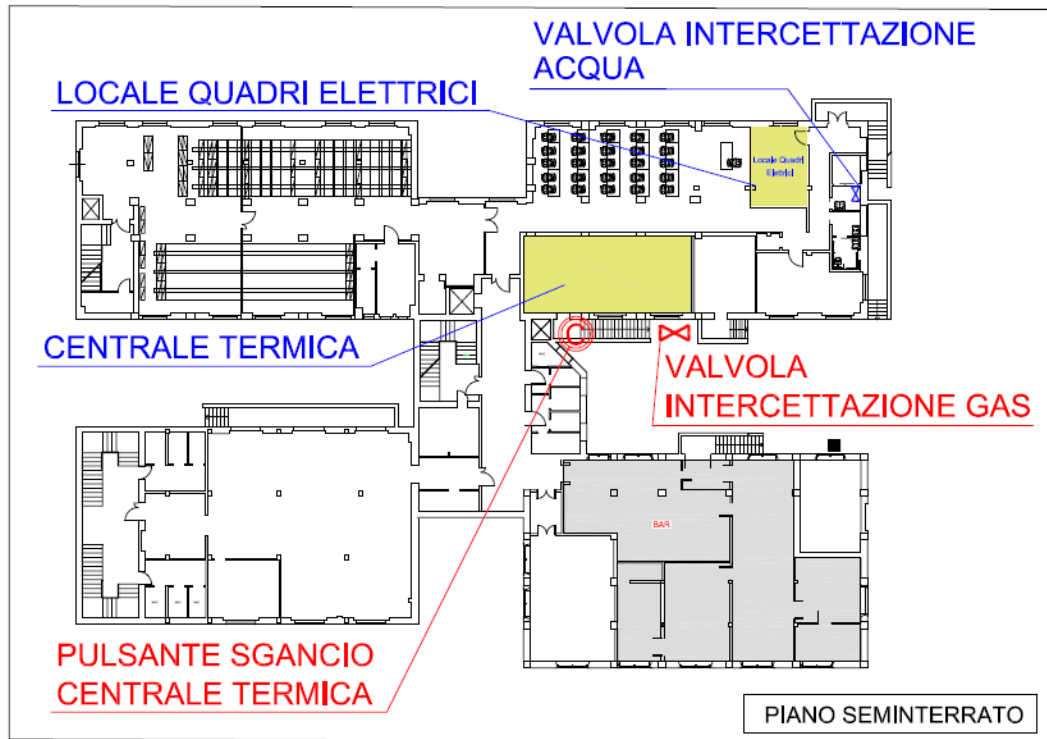 VALVOLA INTERCETTAZIONE
ACQUA
LOCALE QUADRI ELETTRICI
Locale Quadri
Elettrici
CENTRALE TERMICA
C
VALVOLA
INTERCETTAZIONE GAS
BAR
PULSANTE SGANCIO
CENTRALE TERMICA
PIANO SEMINTERRATO